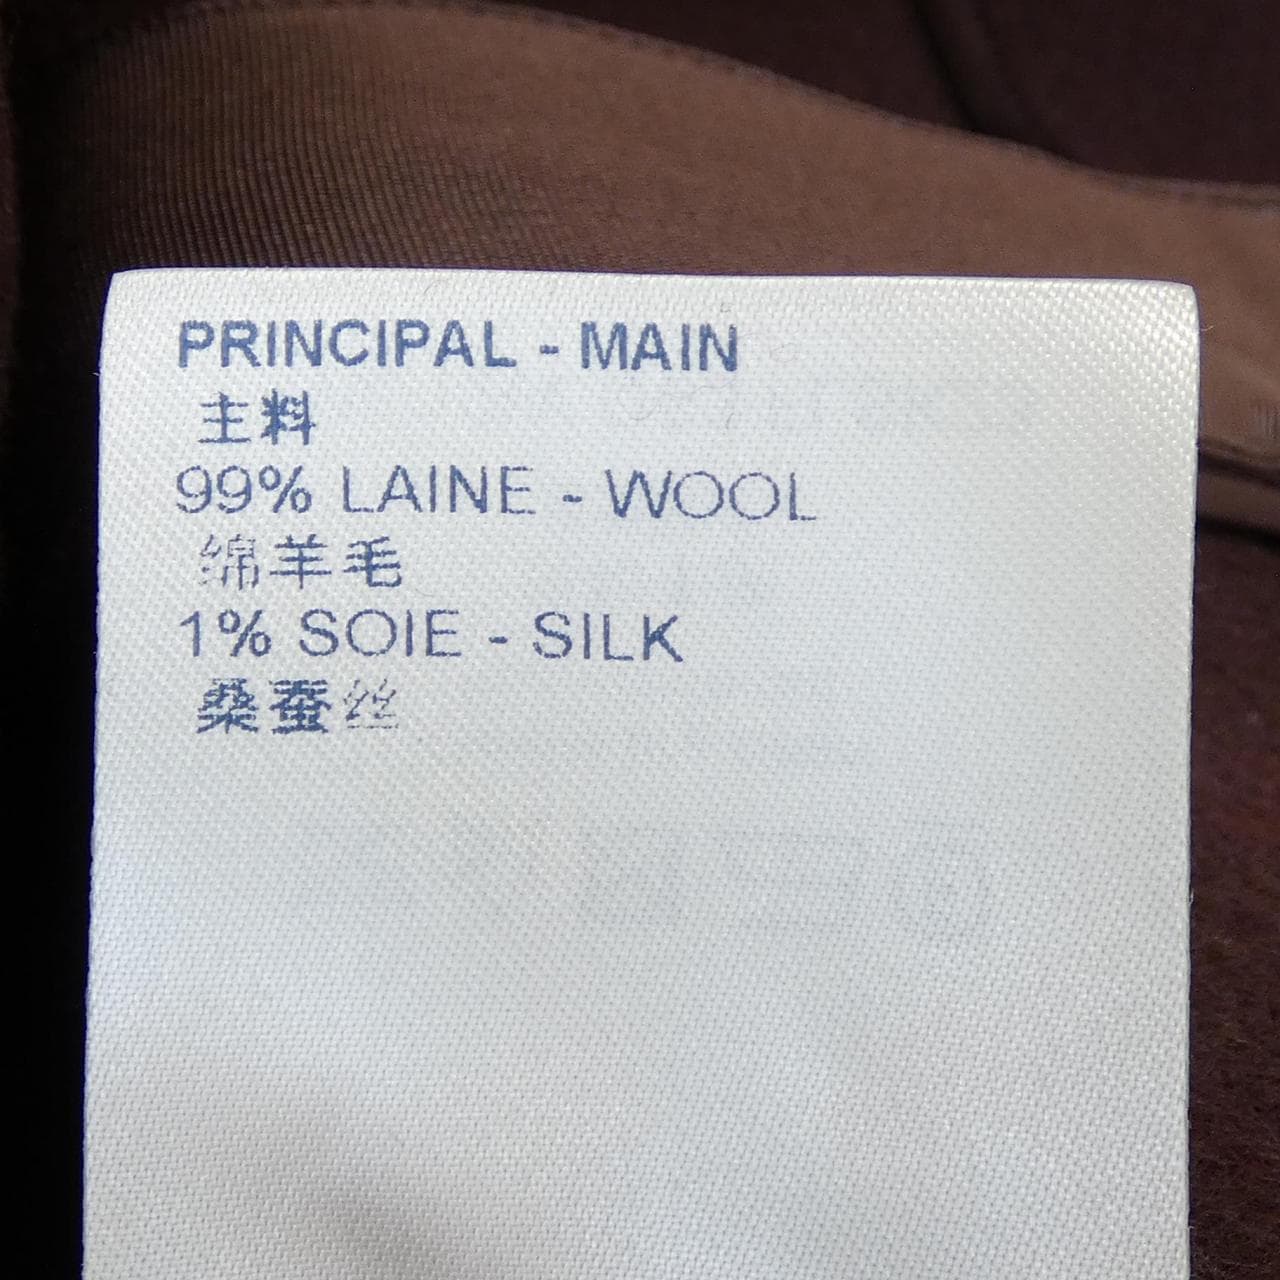 PRINCIPAL - MAIN
主料
99% LAINE - WOOL
绵羊毛
1% SOIE - SILK
桑蚕丝